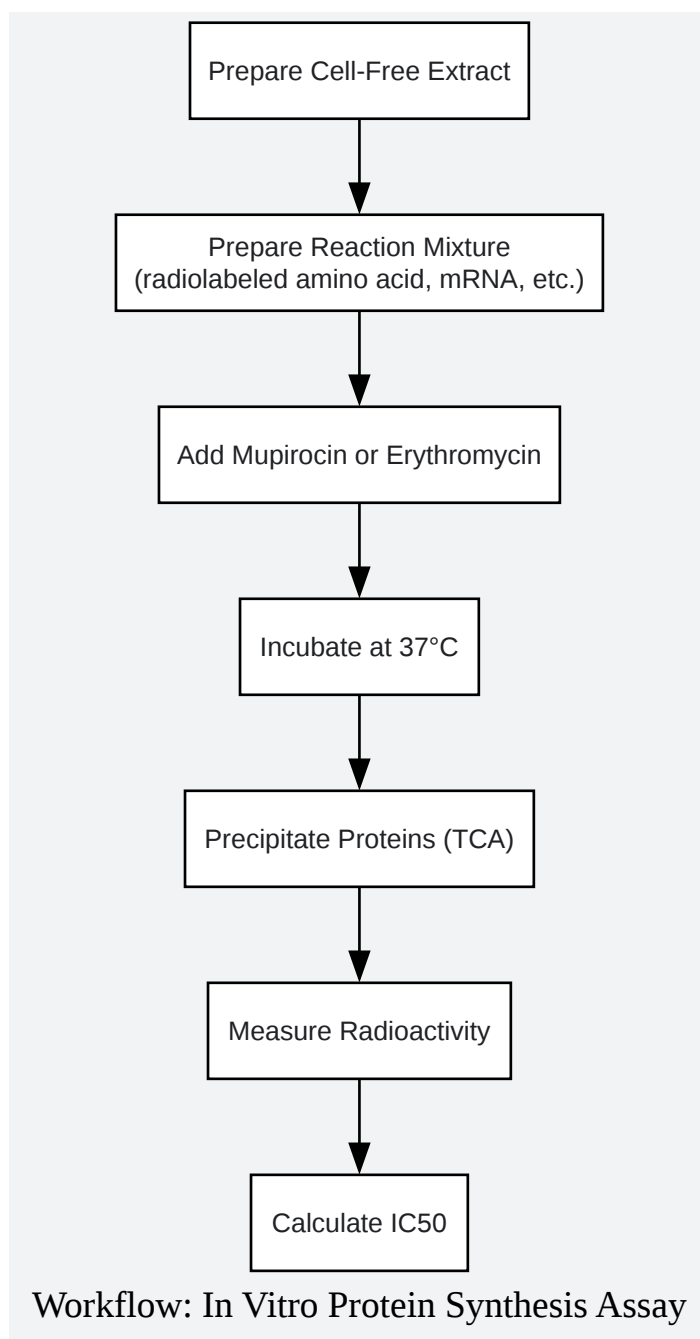 Prepare Cell-Free Extract
Prepare Reaction Mixture
(radiolabeled amino acid, mRNA, etc.)
Add Mupirocin or Erythromycin
Incubate at 37°C
Precipitate Proteins (TCA)
Measure Radioactivity
Calculate IC50
Workflow: In Vitro Protein Synthesis Assay